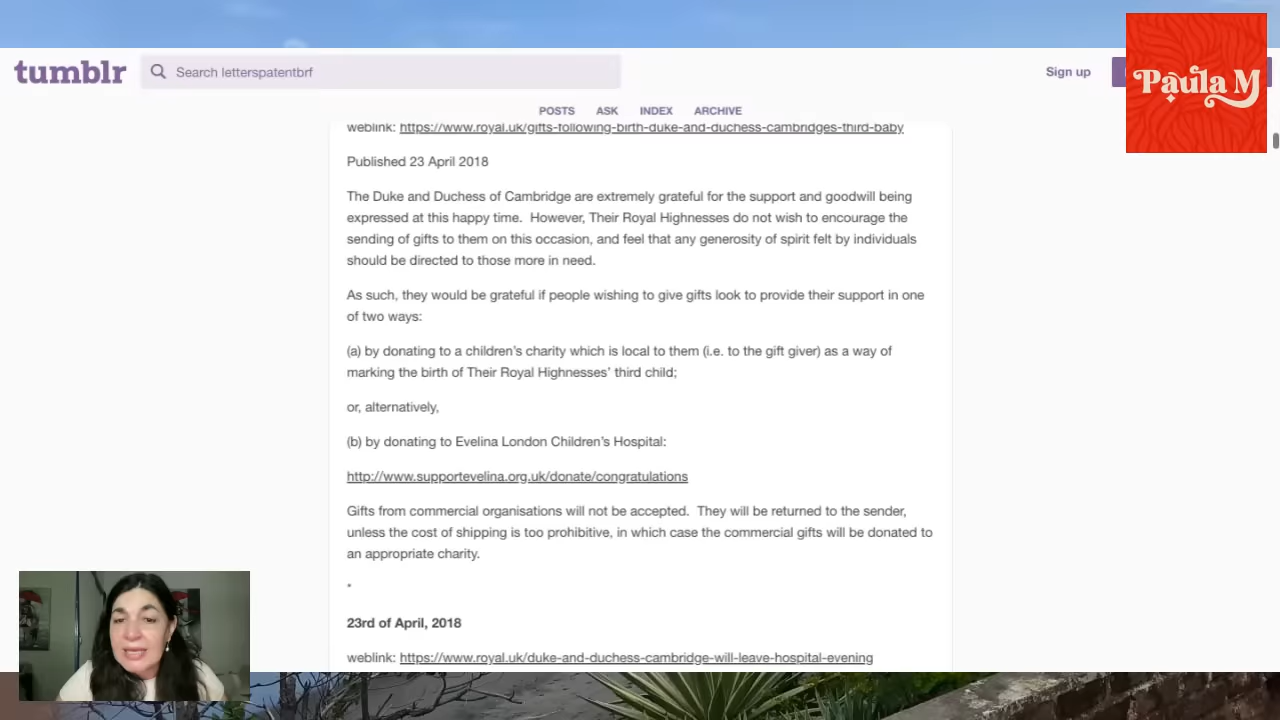 tumblr
Search letterspatentbrf
Sign up
Paula M
POSTS ASK INDEX ARCHIVE
weblink: https://www.royal.uk/gifts-following-birth-duke-and-duchess-cambridges-third-baby
Published 23 April 2018
The Duke and Duchess of Cambridge are extremely grateful for the support and goodwill being
expressed at this happy time.  However, Their Royal Highnesses do not wish to encourage the
sending of gifts to them on this occasion, and feel that any generosity of spirit felt by individuals
should be directed to those more in need.
As such, they would be grateful if people wishing to give gifts look to provide their support in one
of two ways:
(a) by donating to a children's charity which is local to them (i.e. to the gift giver) as a way of
marking the birth of Their Royal Highnesses' third child;
or, alternatively,
(b) by donating to Evelina London Children's Hospital:
http://www.supportevelina.org.uk/donate/congratulations
Gifts from commercial organisations will not be accepted.  They will be returned to the sender,
unless the cost of shipping is too prohibitive, in which case the commercial gifts will be donated to
an appropriate charity.
*
23rd of April, 2018
weblink: https://www.royal.uk/duke-and-duchess-cambridge-will-leave-hospital-evening